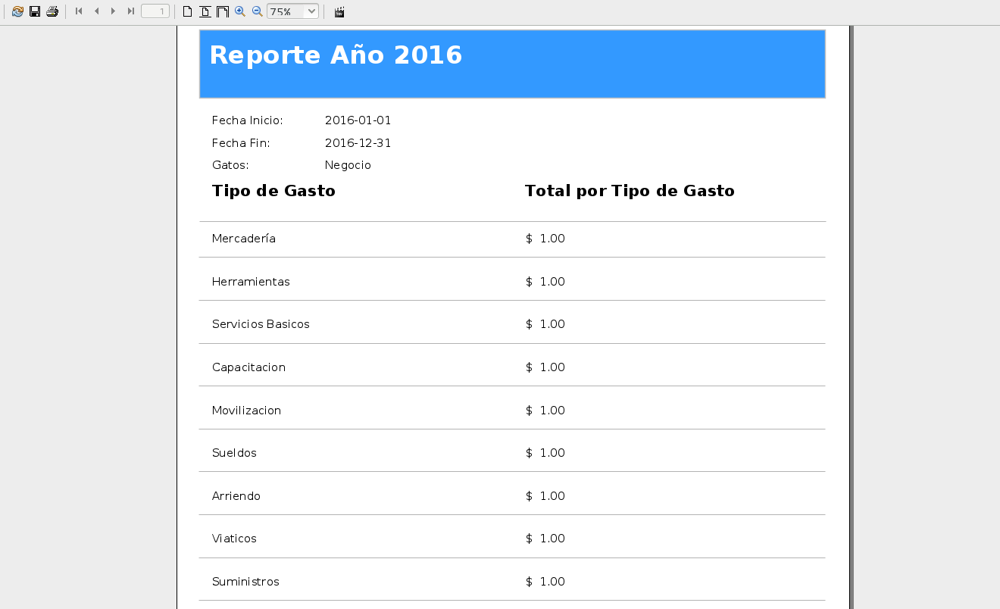 1
75%
Reporte Año 2016
Fecha Inicio: 2016-01-01
Fecha Fin: 2016-12-31
Gatos: Negocio
Tipo de Gasto Total por Tipo de Gasto
Mercadería $ 1.00
Herramientas $ 1.00
Servicios Basicos $ 1.00
Capacitacion $ 1.00
Movilizacion $ 1.00
Sueldos $ 1.00
Arriendo $ 1.00
Viaticos $ 1.00
Suministros $ 1.00